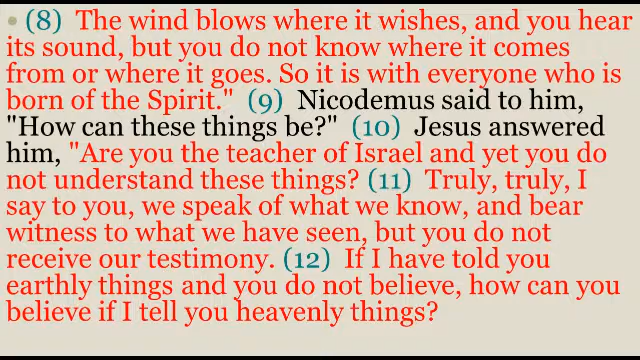 • (8) The wind blows where it wishes, and you hear
its sound, but you do not know where it comes
from or where it goes. So it is with everyone who is
born of the Spirit." (9) Nicodemus said to him,
"How can these things be?" (10) Jesus answered
him, "Are you the teacher of Israel and yet you do
not understand these things? (11) Truly, truly, I
say to you, we speak of what we know, and bear
witness to what we have seen, but you do not
receive our testimony. (12) If I have told you
earthly things and you do not believe, how can you
believe if I tell you heavenly things?